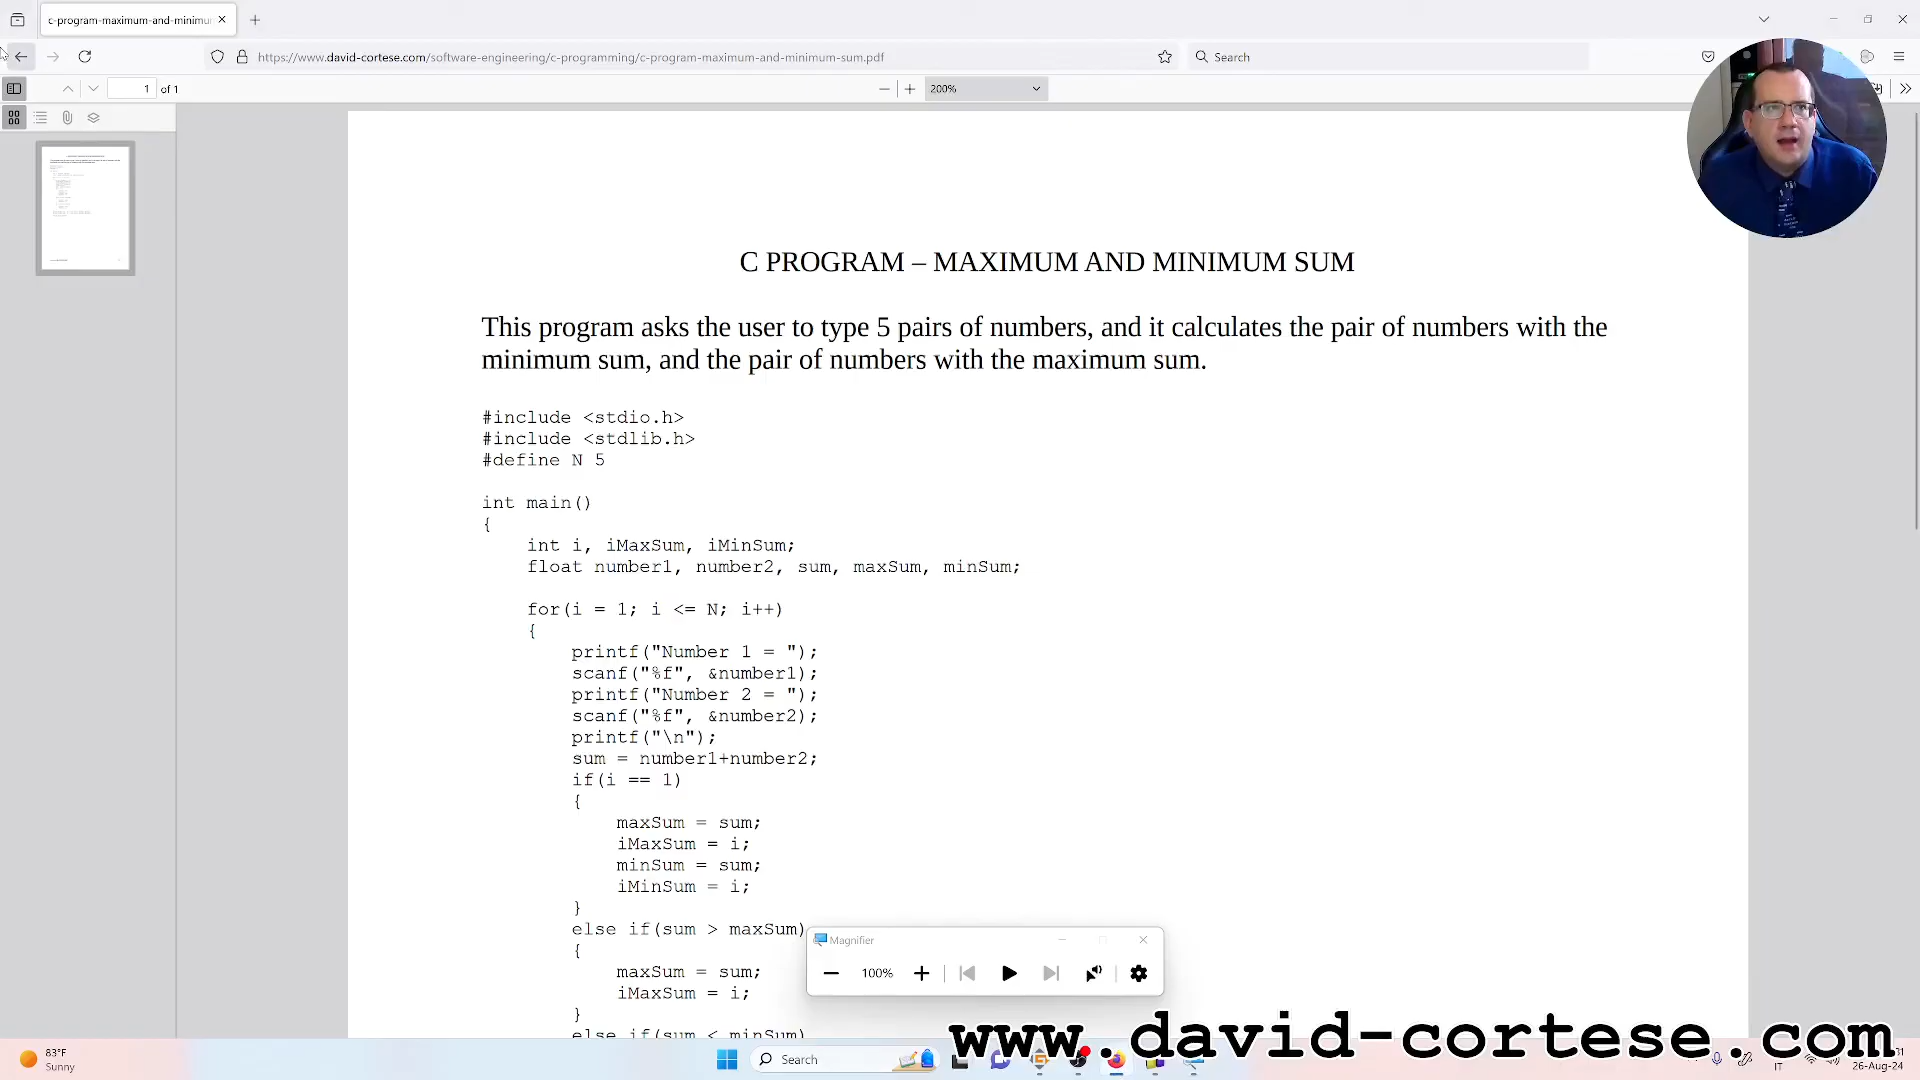 c-program-maximum-and-minimu
https://www.david-cortese.com/software-engineering/c-programming/c-program-maximum-and-minimum-sum.pdf
Search
1 of 1
200%
C PROGRAM – MAXIMUM AND MINIMUM SUM
This program asks the user to type 5 pairs of numbers, and it calculates the pair of numbers with the
minimum sum, and the pair of numbers with the maximum sum.
#include <stdio.h>
#include <stdlib.h>
#define N 5
int main()
{
int i, iMaxSum, iMinSum;
float number1, number2, sum, maxSum, minSum;
for(i = 1; i <= N; i++)
{
printf("Number 1 = ");
scanf("%f", &number1);
printf("Number 2 = ");
scanf("%f", &number2);
printf("\n");
sum = number1+number2;
if(i == 1)
{
maxSum = sum;
iMaxSum = i;
minSum = sum;
iMinSum = i;
}
else if(sum > maxSum)
{
maxSum = sum;
iMaxSum = i;
}
else if(sum < minSum)
Magnifier
100%
www.david-cortese.com
83°F
Sunny
Search
IT
26-Aug-24